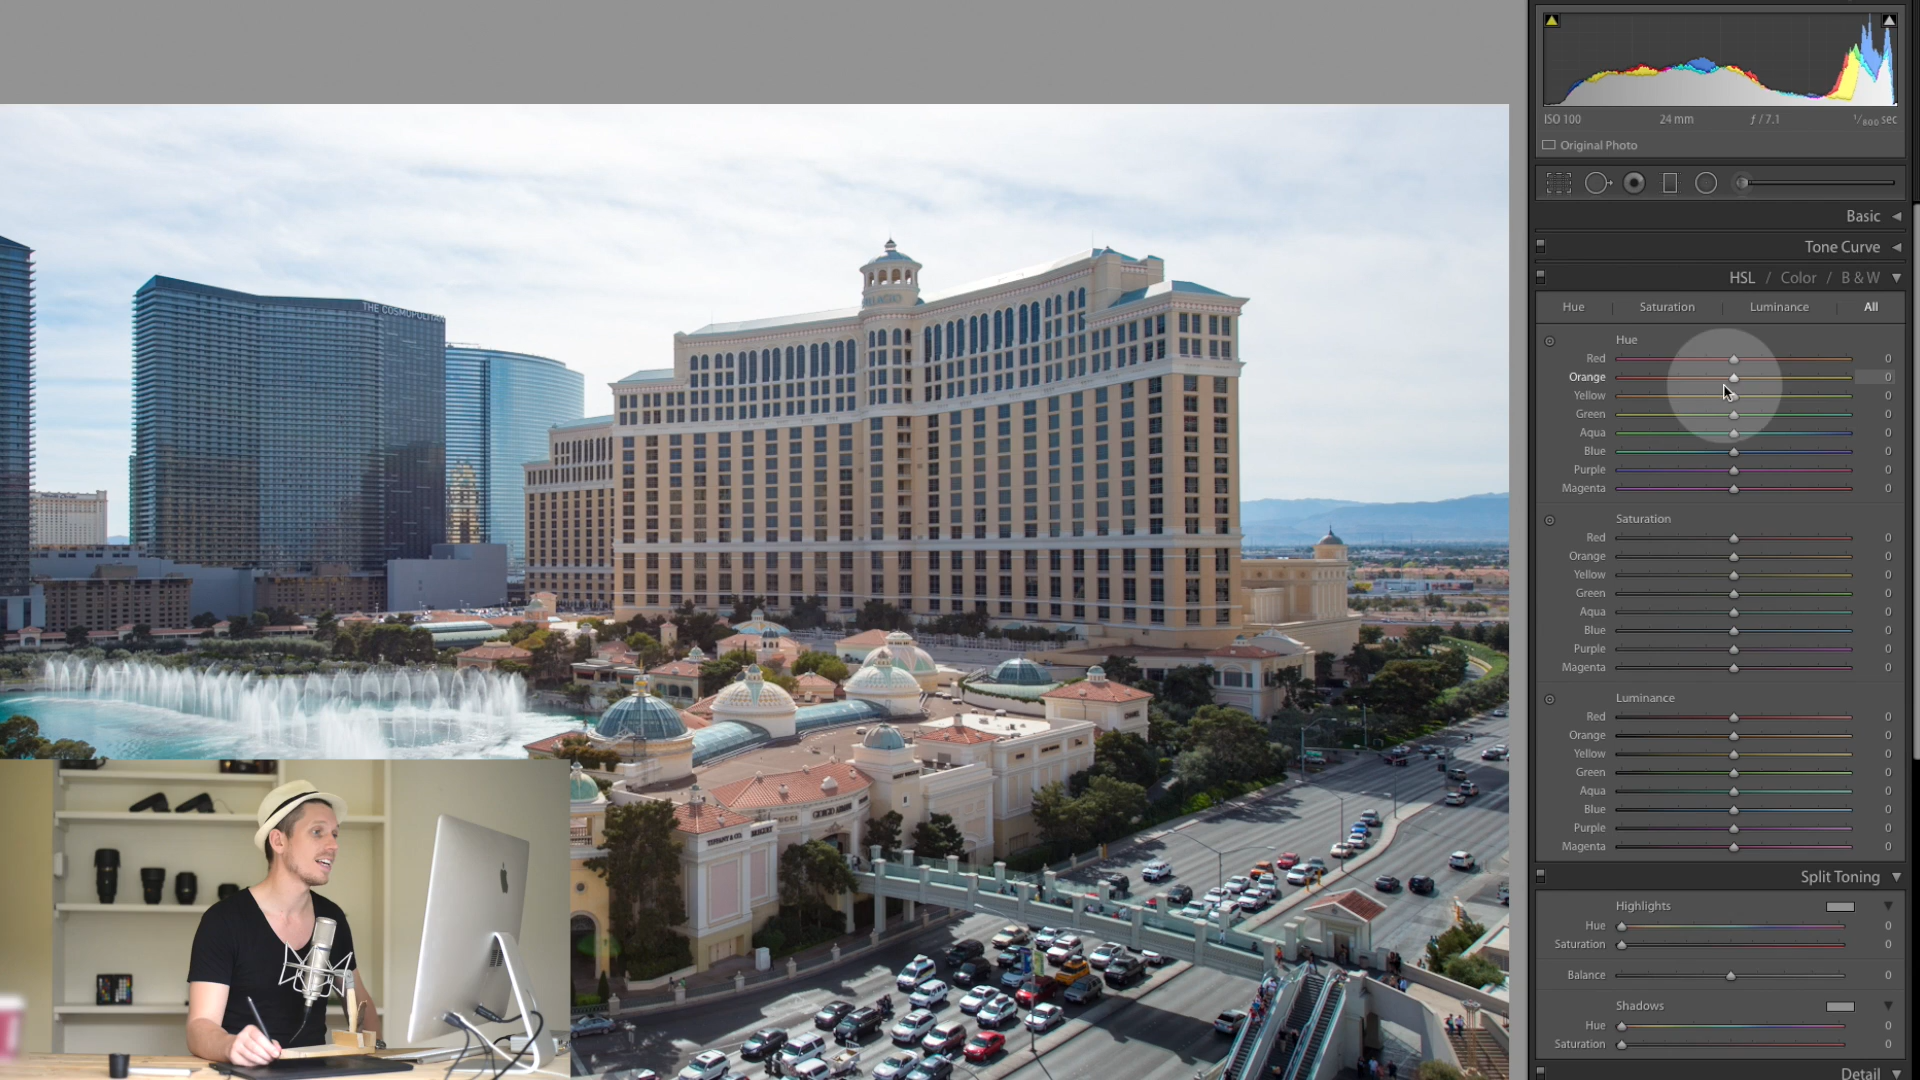 ISO 100 24 mm ƒ / 7.1 1/800 sec
Original Photo
Basic
Tone Curve
HSL / Color / B & W
Hue Saturation Luminance All
Hue
Red 0
Orange 0
Yellow 0
Green 0
Aqua 0
Blue 0
Purple 0
Magenta 0
Saturation
Red 0
Orange 0
Yellow 0
Green 0
Aqua 0
Blue 0
Purple 0
Magenta 0
Luminance
Red 0
Orange 0
Yellow 0
Green 0
Aqua 0
Blue 0
Purple 0
Magenta 0
Split Toning
Highlights
Hue 0
Saturation 0
Balance 0
Shadows
Hue 0
Saturation 0
Detail
THE COSMOPOLITAN
TIFFANY & CO.